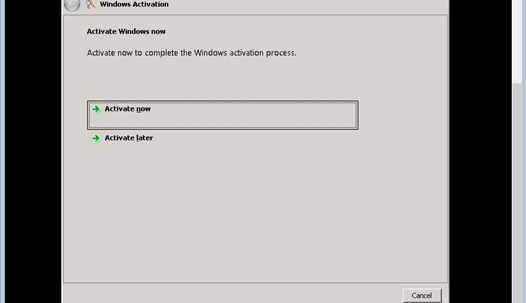 Windows Activation
Activate Windows now
Activate now to complete the Windows activation process.
Activate now
Activate later
Cancel